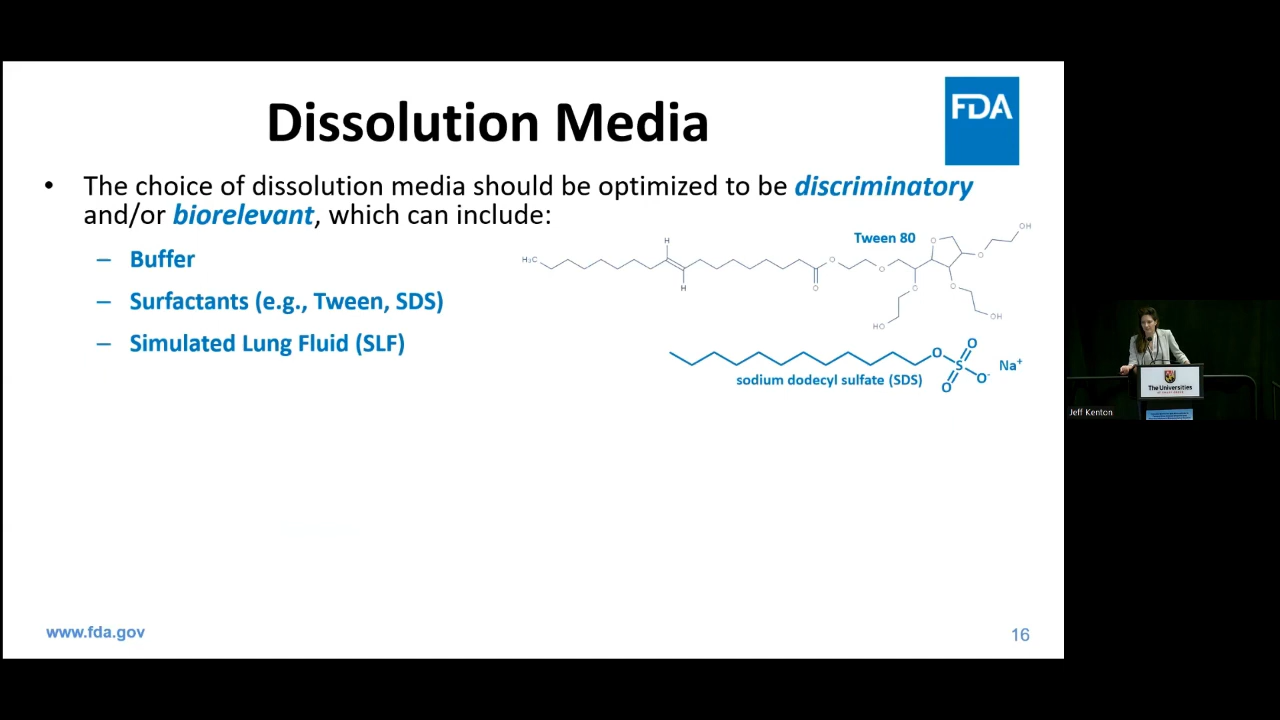 Dissolution Media
FDA
• The choice of dissolution media should be optimized to be discriminatory
and/or biorelevant, which can include:
– Buffer
– Surfactants (e.g., Tween, SDS)
– Simulated Lung Fluid (SLF)
Tween 80
H
H
H₃C
O
O
O
O
O
O
O
OH
OH
HO
sodium dodecyl sulfate (SDS)
O
O
S
O
O⁻
Na⁺
The Universities
Jeff Kenton
www.fda.gov
16